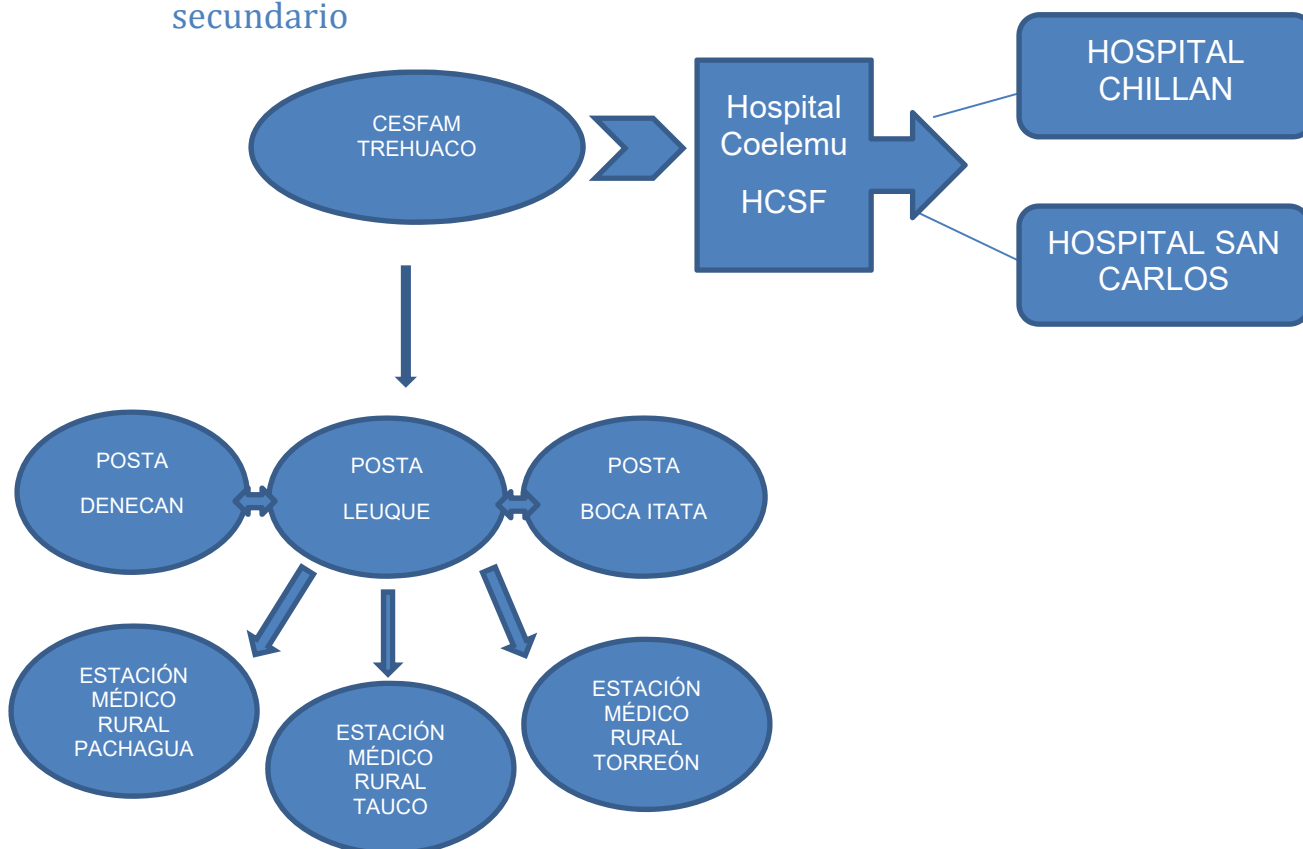 secundario
CESFAM
TREHUACO
Hospital
Coelemu
HCSF
HOSPITAL
CHILLAN
HOSPITAL SAN
CARLOS
POSTA
DENECAN
POSTA
LEUQUE
POSTA
BOCA ITATA
ESTACIÓN
MÉDICO
RURAL
PACHAGUA
ESTACIÓN
MÉDICO
RURAL
TAUCO
ESTACIÓN
MÉDICO
RURAL
TORREÓN